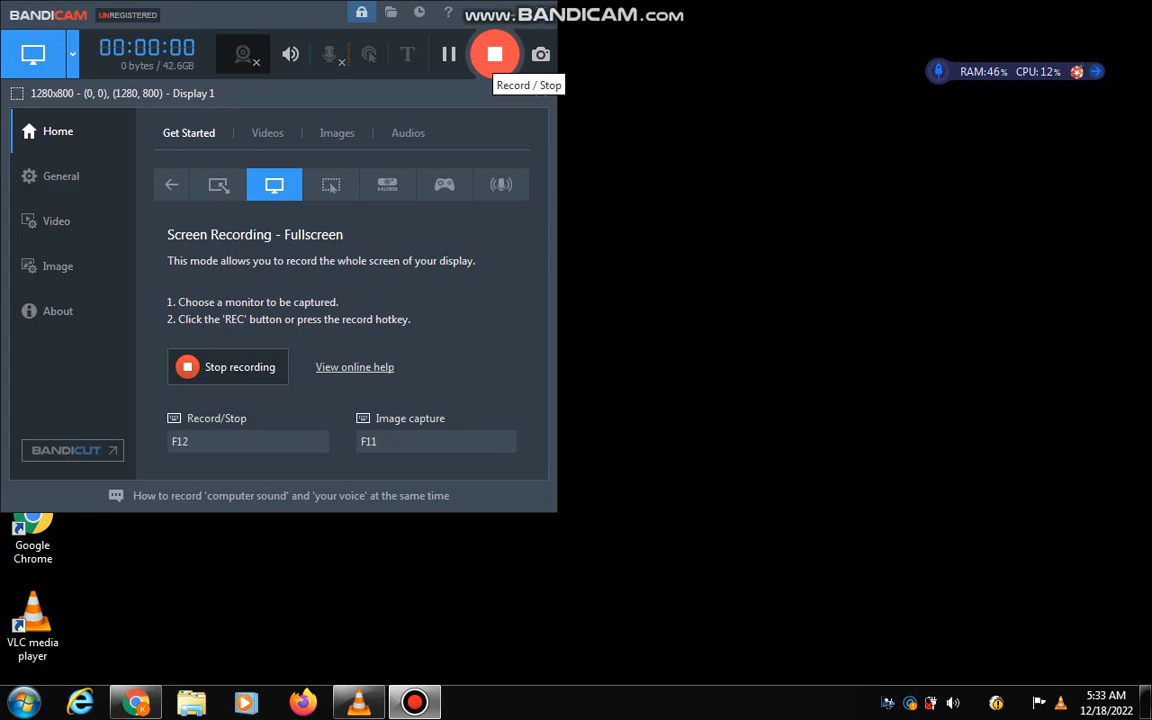 BANDICAM UNREGISTERED
www.BANDICAM.com
00:00:00
0 bytes / 42.6GB
T
Record / Stop
RAM:46% CPU: 12%
1280x800 - (0, 0), (1280, 800) - Display 1
Home
General
Video
Image
About
BANDICUT
Get Started
Videos
Images
Audios
HDMI
Screen Recording - Fullscreen
This mode allows you to record the whole screen of your display.
1. Choose a monitor to be captured.
2. Click the 'REC' button or press the record hotkey.
Stop recording
View online help
Record/Stop
Image capture
F12
F11
How to record 'computer sound' and 'your voice' at the same time
Google
Chrome
VLC media
player
5:33 AM
12/18/2022